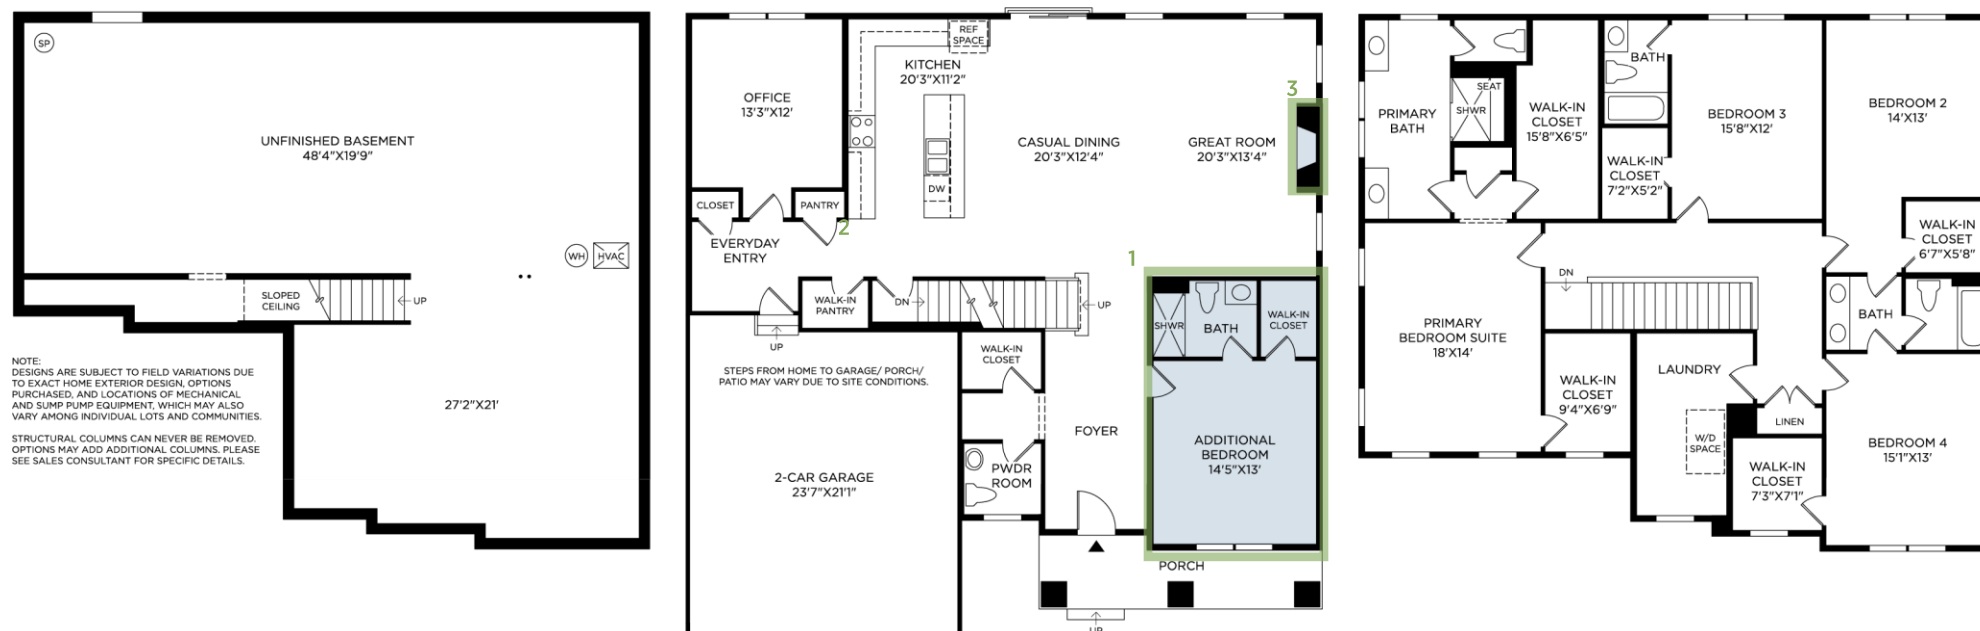 SP
UNFINISHED BASEMENT
48'4"X19'9"
WH
HVAC
SLOPED
CEILING
UP
27'2"X21'
NOTE:
DESIGNS ARE SUBJECT TO FIELD VARIATIONS DUE
TO EXACT HOME EXTERIOR DESIGN, OPTIONS
PURCHASED, AND LOCATIONS OF MECHANICAL
AND SUMP PUMP EQUIPMENT, WHICH MAY ALSO
VARY AMONG INDIVIDUAL LOTS AND COMMUNITIES.
STRUCTURAL COLUMNS CAN NEVER BE REMOVED.
OPTIONS MAY ADD ADDITIONAL COLUMNS. PLEASE
SEE SALES CONSULTANT FOR SPECIFIC DETAILS.
OFFICE
13'3"X12'
REF
SPACE
KITCHEN
20'3"X11'2"
DW
CASUAL DINING
20'3"X12'4"
GREAT ROOM
20'3"X13'4"
3
CLOSET
PANTRY
2
EVERYDAY
ENTRY
1
WALK-IN
PANTRY
DN
UP
UP
STEPS FROM HOME TO GARAGE/ PORCH/
PATIO MAY VARY DUE TO SITE CONDITIONS.
WALK-IN
CLOSET
SHWR
BATH
WALK-IN
CLOSET
FOYER
ADDITIONAL
BEDROOM
14'5"X13'
PWDR
ROOM
2-CAR GARAGE
23'7"X21'1"
PORCH
UP
PRIMARY
BATH
SEAT
SHWR
WALK-IN
CLOSET
15'8"X6'5"
BATH
WALK-IN
CLOSET
7'2"X5'2"
BEDROOM 3
15'8"X12'
BEDROOM 2
14'X13'
WALK-IN
CLOSET
6'7"X5'8"
DN
BATH
PRIMARY
BEDROOM SUITE
18'X14'
WALK-IN
CLOSET
9'4"X6'9"
LAUNDRY
W/D
SPACE
LINEN
WALK-IN
CLOSET
7'3"X7'1"
BEDROOM 4
15'1"X13'